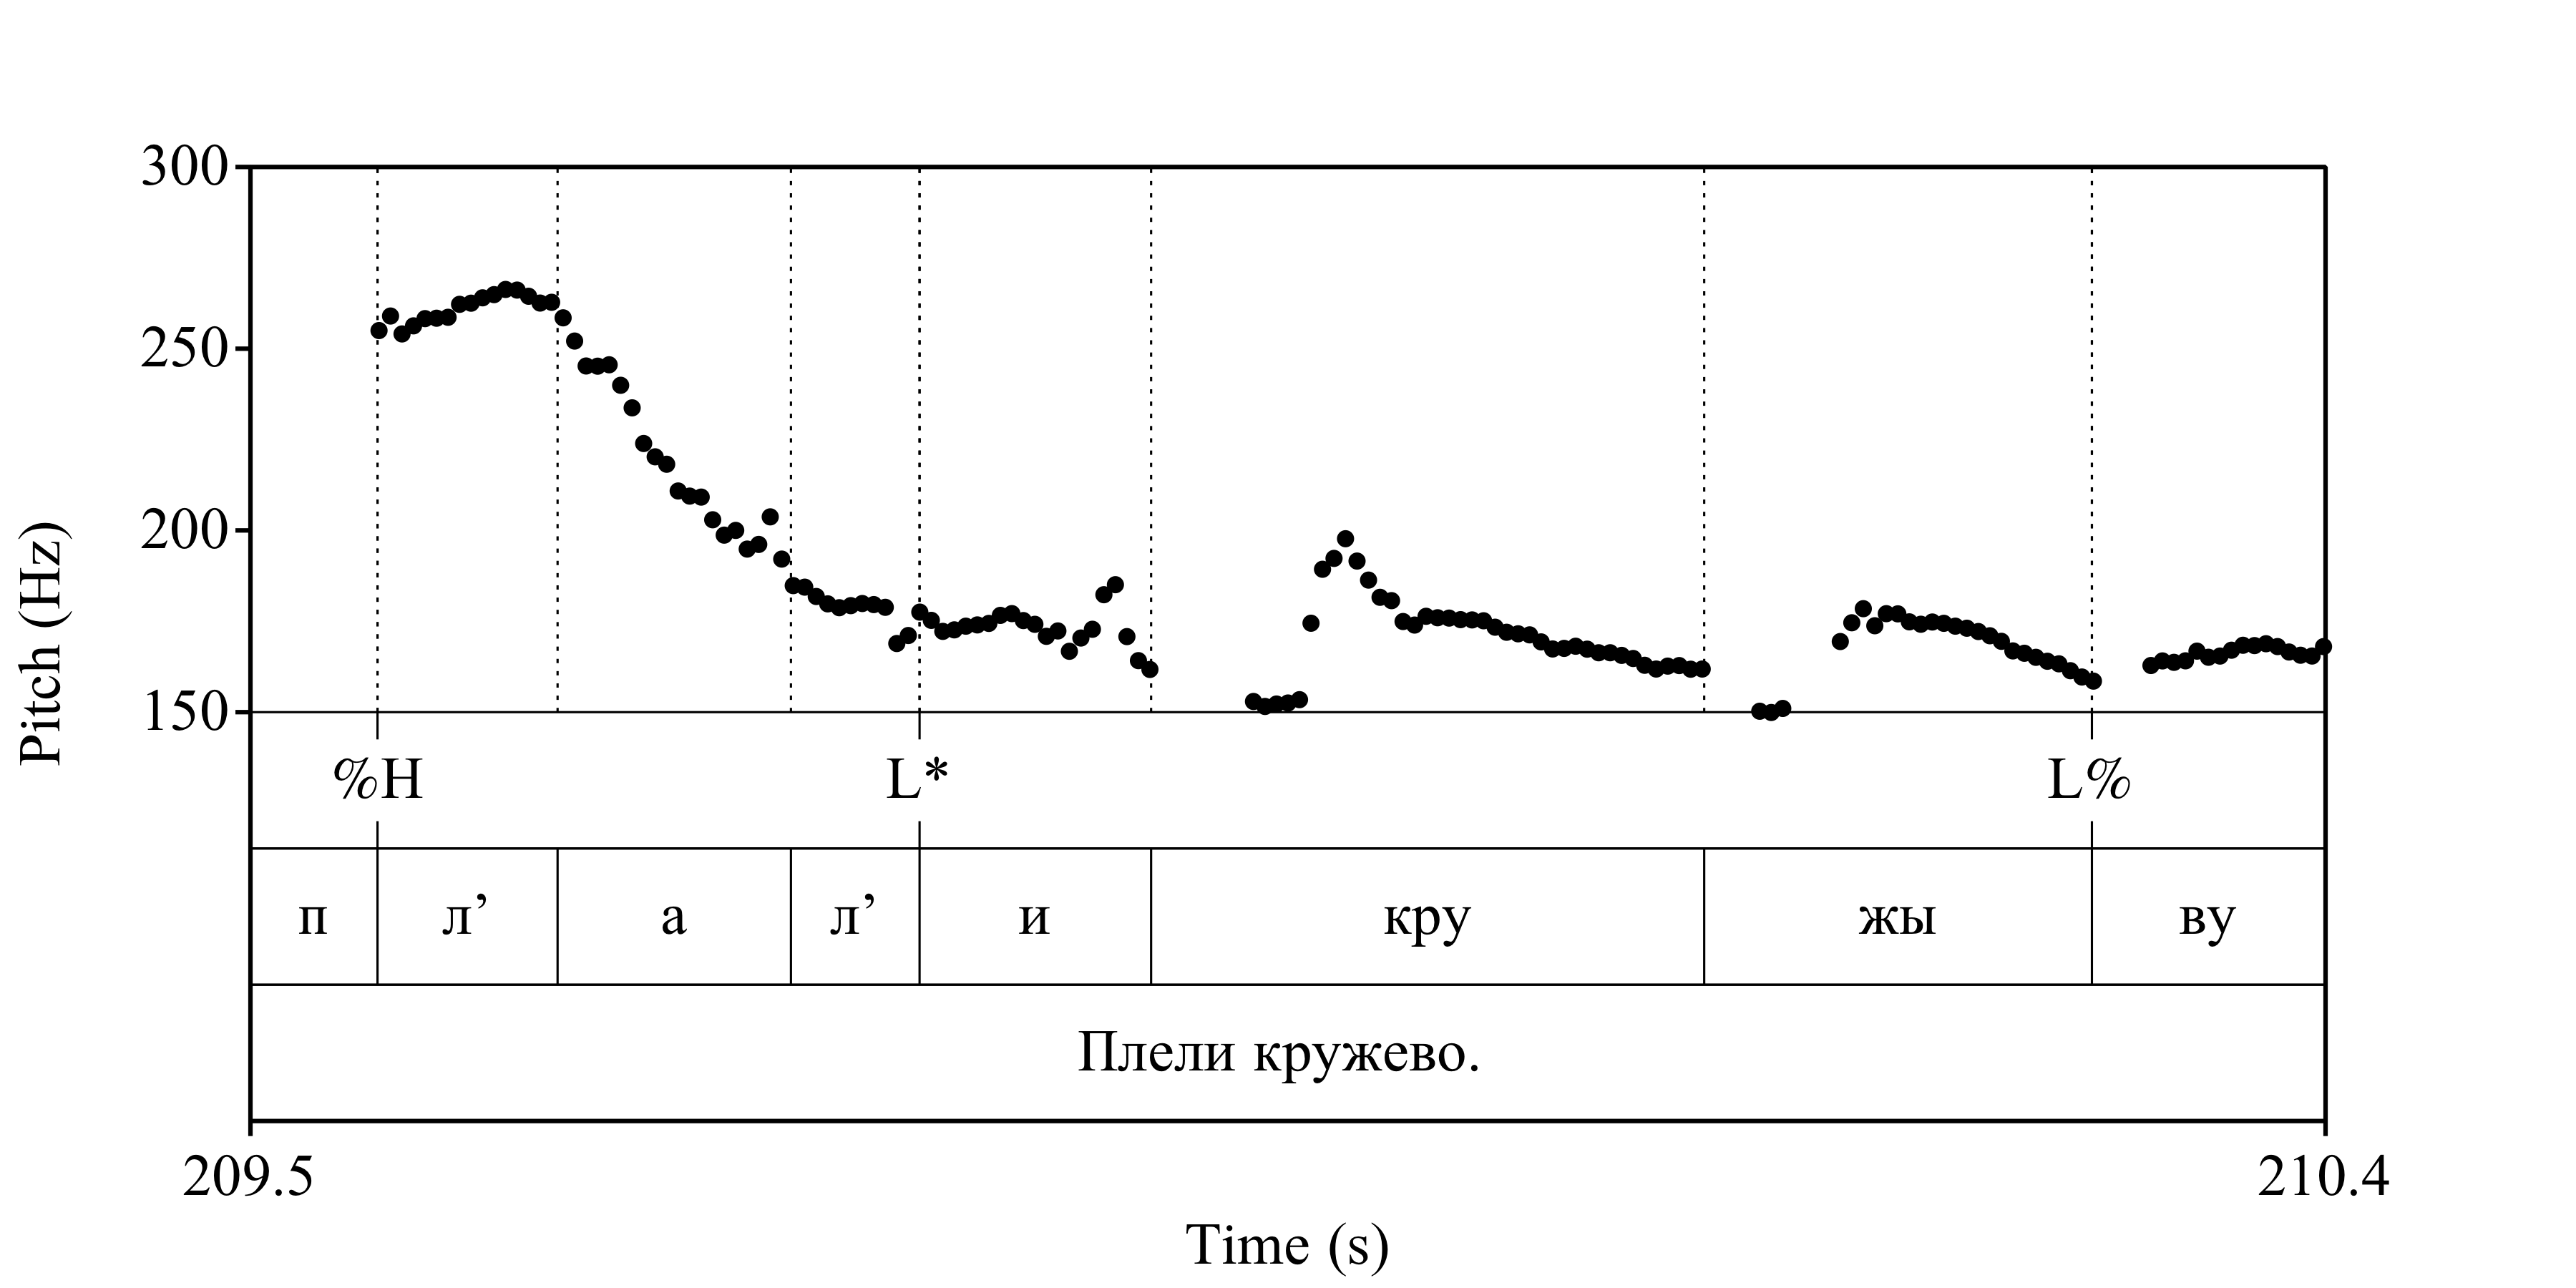 300
250
200
150
Pitch (Hz)
%H L* L%
п л’ а л’ и кру жы ву
Плели кружево.
209.5 210.4
Time (s)